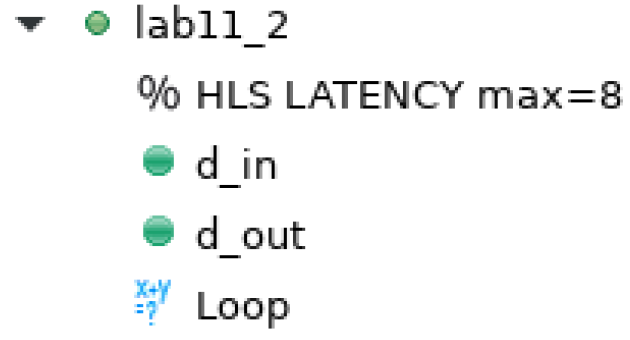 lab11_2
% HLS LATENCY max=8
d_in
d_out
x+y
=?
Loop